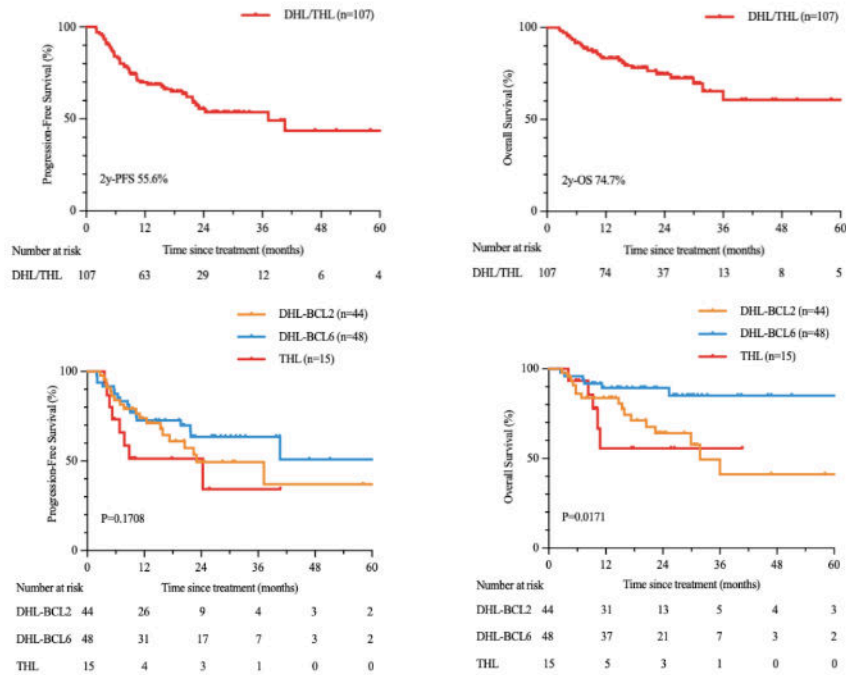 DHL/THL (n=107)
100
50
0
Progression-Free Survival (%)
2y-PFS 55.6%
0 12 24 36 48 60
Number at risk Time since treatment (months)
DHL/THL 107 63 29 12 6 4
DHL/THL (n=107)
100
50
0
Overall Survival (%)
2y-OS 74.7%
0 12 24 36 48 60
Number at risk Time since treatment (months)
DHL/THL 107 74 37 13 8 5
DHL-BCL2 (n=44)
DHL-BCL6 (n=48)
THL (n=15)
100
50
0
Progression-Free Survival (%)
P=0.1708
0 12 24 36 48 60
Number at risk Time since treatment (months)
DHL-BCL2 44 26 9 4 3 2
DHL-BCL6 48 31 17 7 3 2
THL 15 4 3 1 0 0
DHL-BCL2 (n=44)
DHL-BCL6 (n=48)
THL (n=15)
100
50
0
Overall Survival (%)
P=0.0171
0 12 24 36 48 60
Number at risk Time since treatment (months)
DHL-BCL2 44 31 13 5 4 3
DHL-BCL6 48 37 21 7 3 2
THL 15 5 3 1 0 0